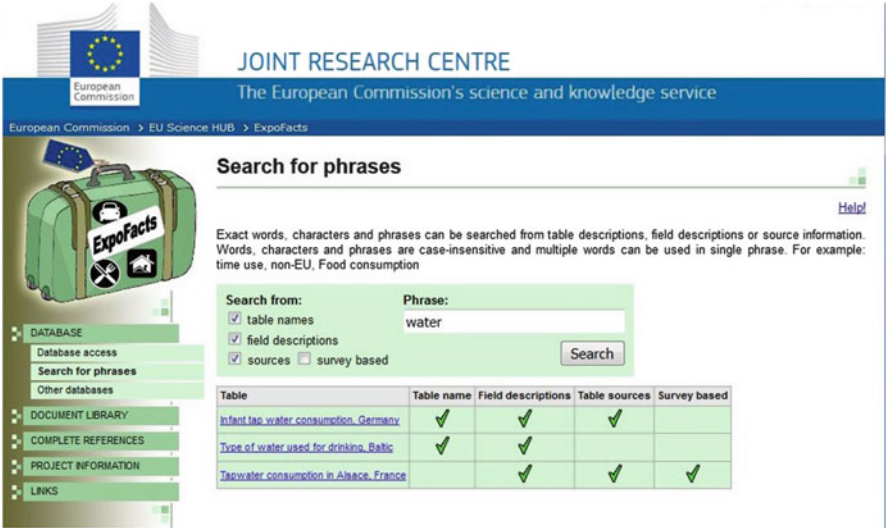 European
Commission
JOINT RESEARCH CENTRE
The European Commission's science and knowledge service
European Commission > EU Science HUB > ExpoFacts
ExpoFacts
DATABASE
Database access
Search for phrases
Other databases
DOCUMENT LIBRARY
COMPLETE REFERENCES
PROJECT INFORMATION
LINKS
Search for phrases
Help!
Exact words, characters and phrases can be searched from table descriptions, field descriptions or source information.
Words, characters and phrases are case-insensitive and multiple words can be used in single phrase. For example:
time use, non-EU, Food consumption
Search from: Phrase:
table names water
field descriptions
sources survey based Search
Table Table name Field descriptions Table sources Survey based
Infant tap water consumption, Germany
Type of water used for drinking, Baltic
Tapwater consumption in Alsace, France